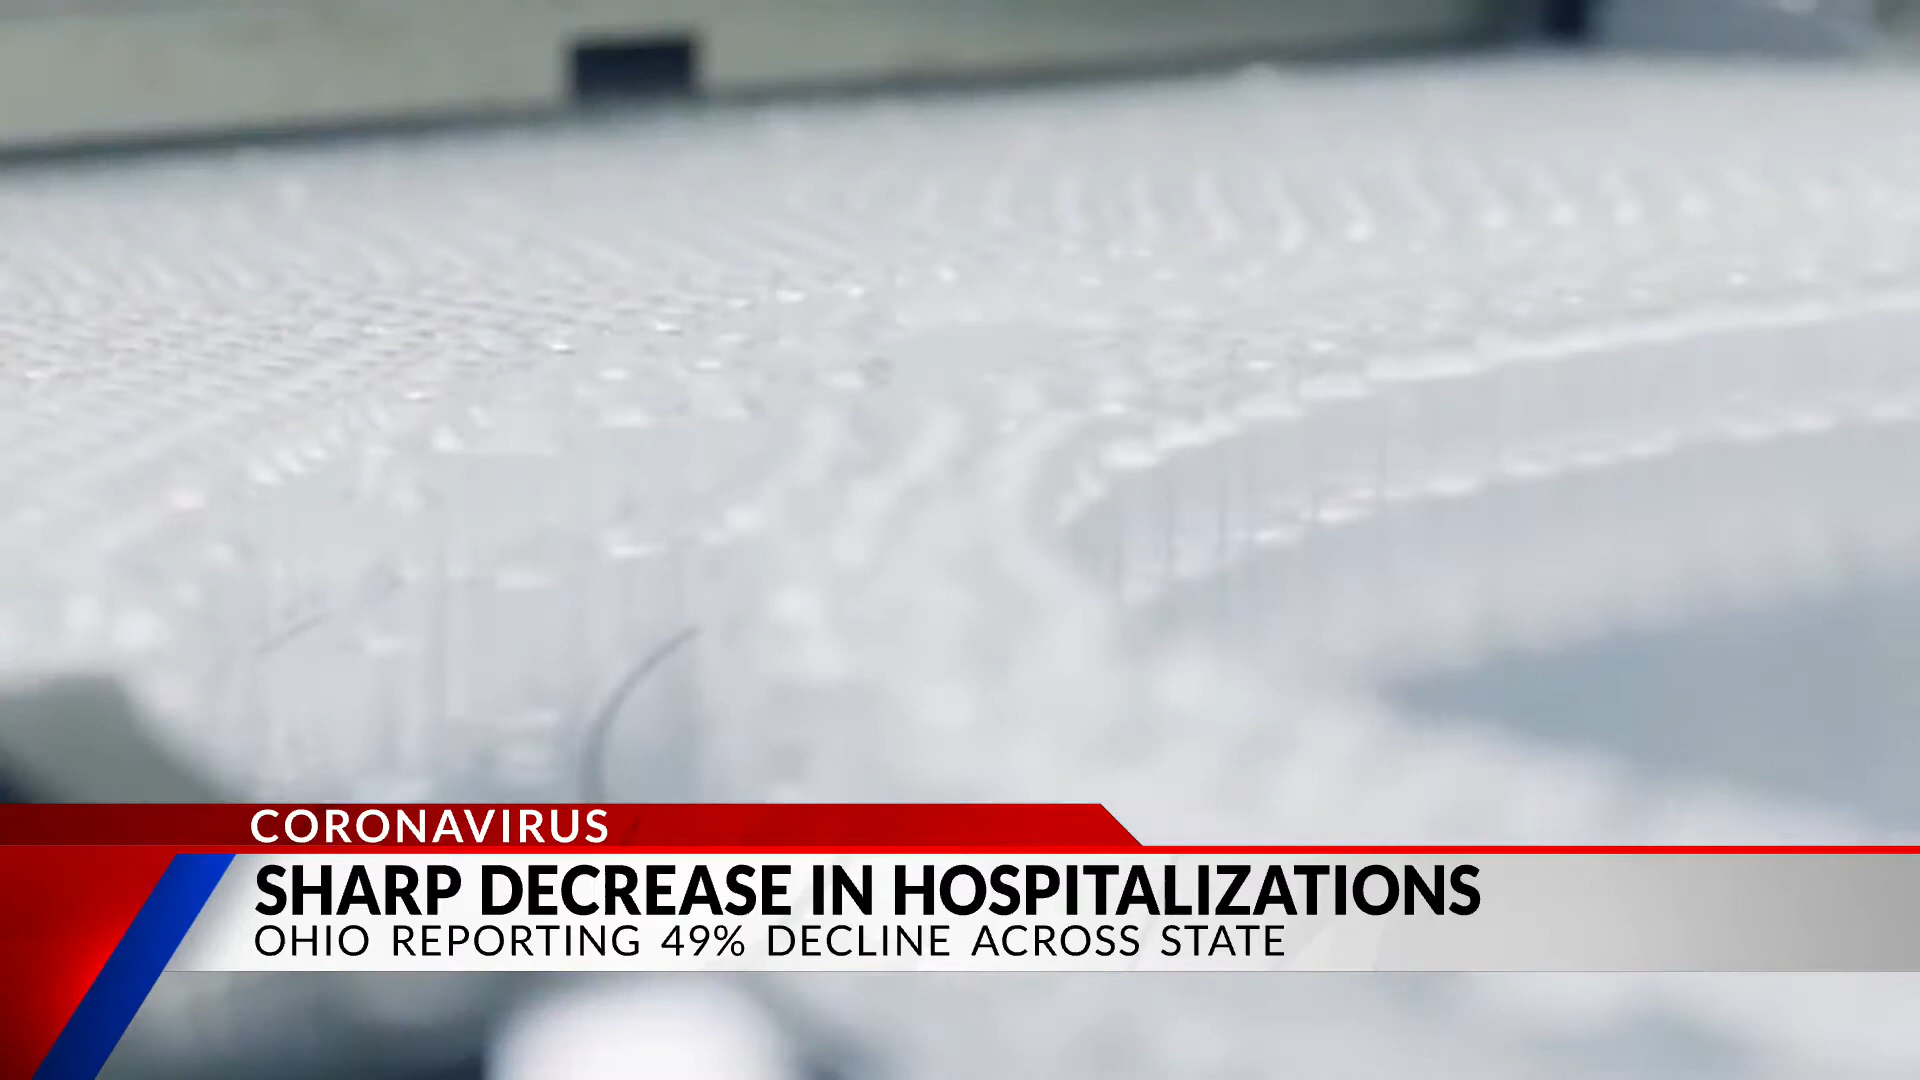 CORONAVIRUS
SHARP DECREASE IN HOSPITALIZATIONS
OHIO REPORTING 49% DECLINE ACROSS STATE